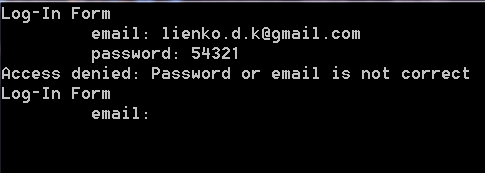 Log-In Form
email: lienko.d.k@gmail.com
password: 54321
Access denied: Password or email is not correct
Log-In Form
email: